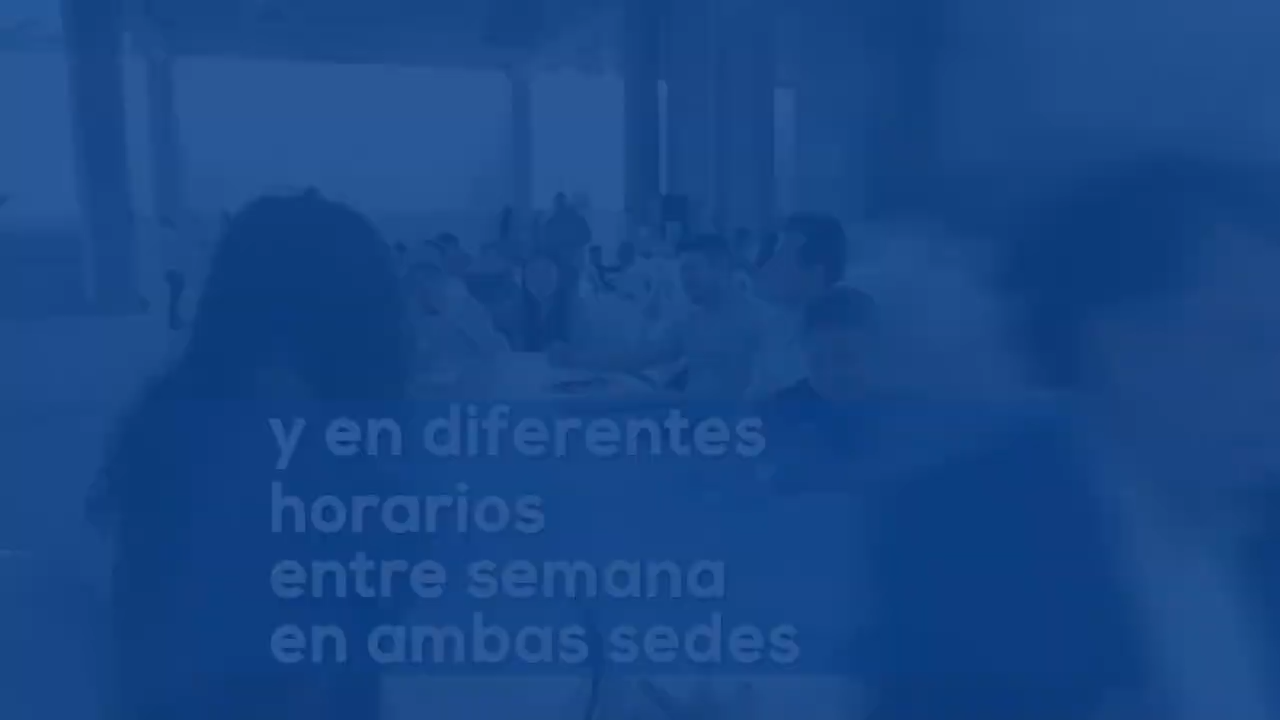 y en diferentes
horarios
entre semana
en ambas sedes